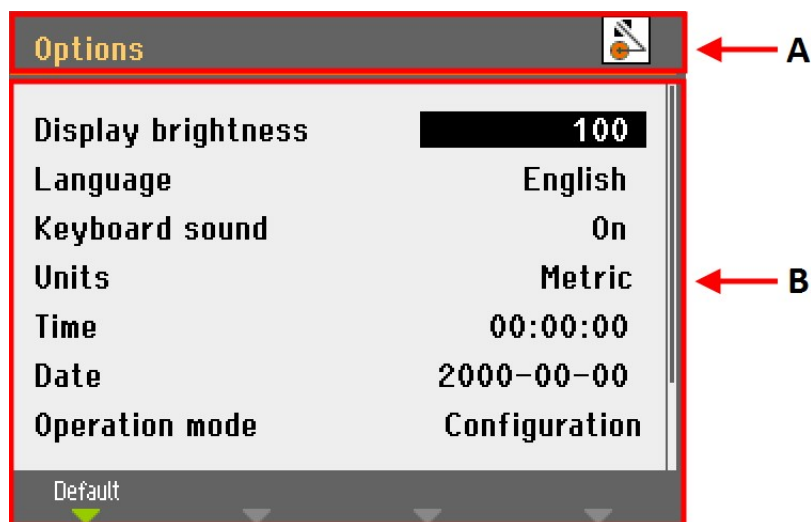 Options
A
Display brightness 100
Language English
Keyboard sound On
Units Metric
B
Time 00:00:00
Date 2000-00-00
Operation mode Configuration
Default